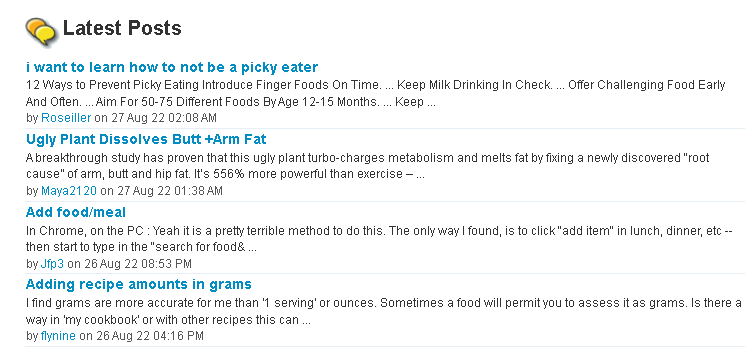 Latest Posts
i want to learn how to not be a picky eater
12 Ways to Prevent Picky Eating Introduce Finger Foods On Time. ... Keep Milk Drinking In Check. ... Offer Challenging Food Early
And Often. ... Aim For 50-75 Different Foods By Age 12-15 Months. ... Keep ...
by Roseiller on 27 Aug 22 02:08 AM
Ugly Plant Dissolves Butt +Arm Fat
A breakthrough study has proven that this ugly plant turbo-charges metabolism and melts fat by fixing a newly discovered "root
cause" of arm, butt and hip fat. It's 556% more powerful than exercise – ...
by Maya2120 on 27 Aug 22 01:38 AM
Add food/meal
In Chrome, on the PC : Yeah it is a pretty terrible method to do this. The only way I found, is to click "add item" in lunch, dinner, etc --
then start to type in the "search for food& ...
by Jfp3 on 26 Aug 22 08:53 PM
Adding recipe amounts in grams
I find grams are more accurate for me than '1 serving' or ounces. Sometimes a food will permit you to assess it as grams. Is there a
way in 'my cookbook' or with other recipes this can ...
by flynine on 26 Aug 22 04:16 PM